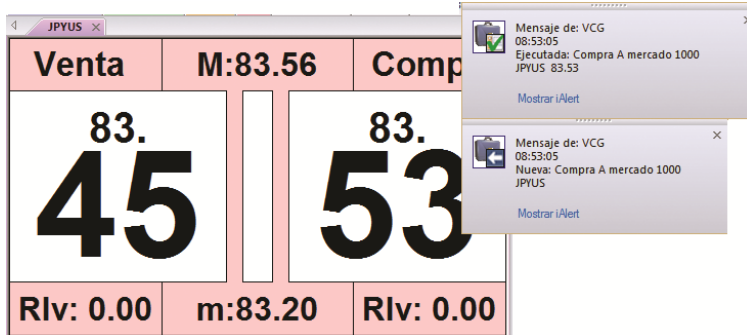 JPYUS
Venta M:83.56 Comp
83. 83.
45 53
Rlv: 0.00 m:83.20 Rlv: 0.00
Mensaje de: VCG
08:53:05
Ejecutada: Compra A mercado 1000
JPYUS 83.53
Mostrar iAlert
Mensaje de: VCG
08:53:05
Nueva: Compra A mercado 1000
JPYUS
Mostrar iAlert